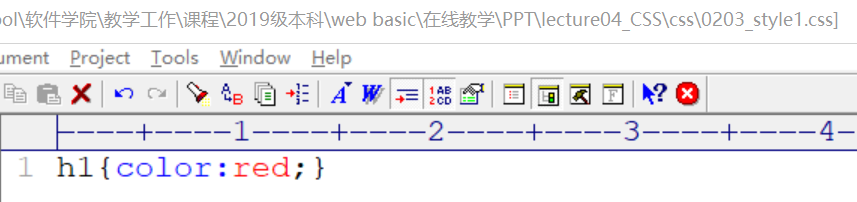 ol\软件学院\教学工作\课程\2019级本科\web basic\在线教学\PPT\lecture04_CSS\css\0203_style1.css]
ument Project Tools Window Help
├----+----1----+----2----+----3----+----4-
1 h1{color:red;}